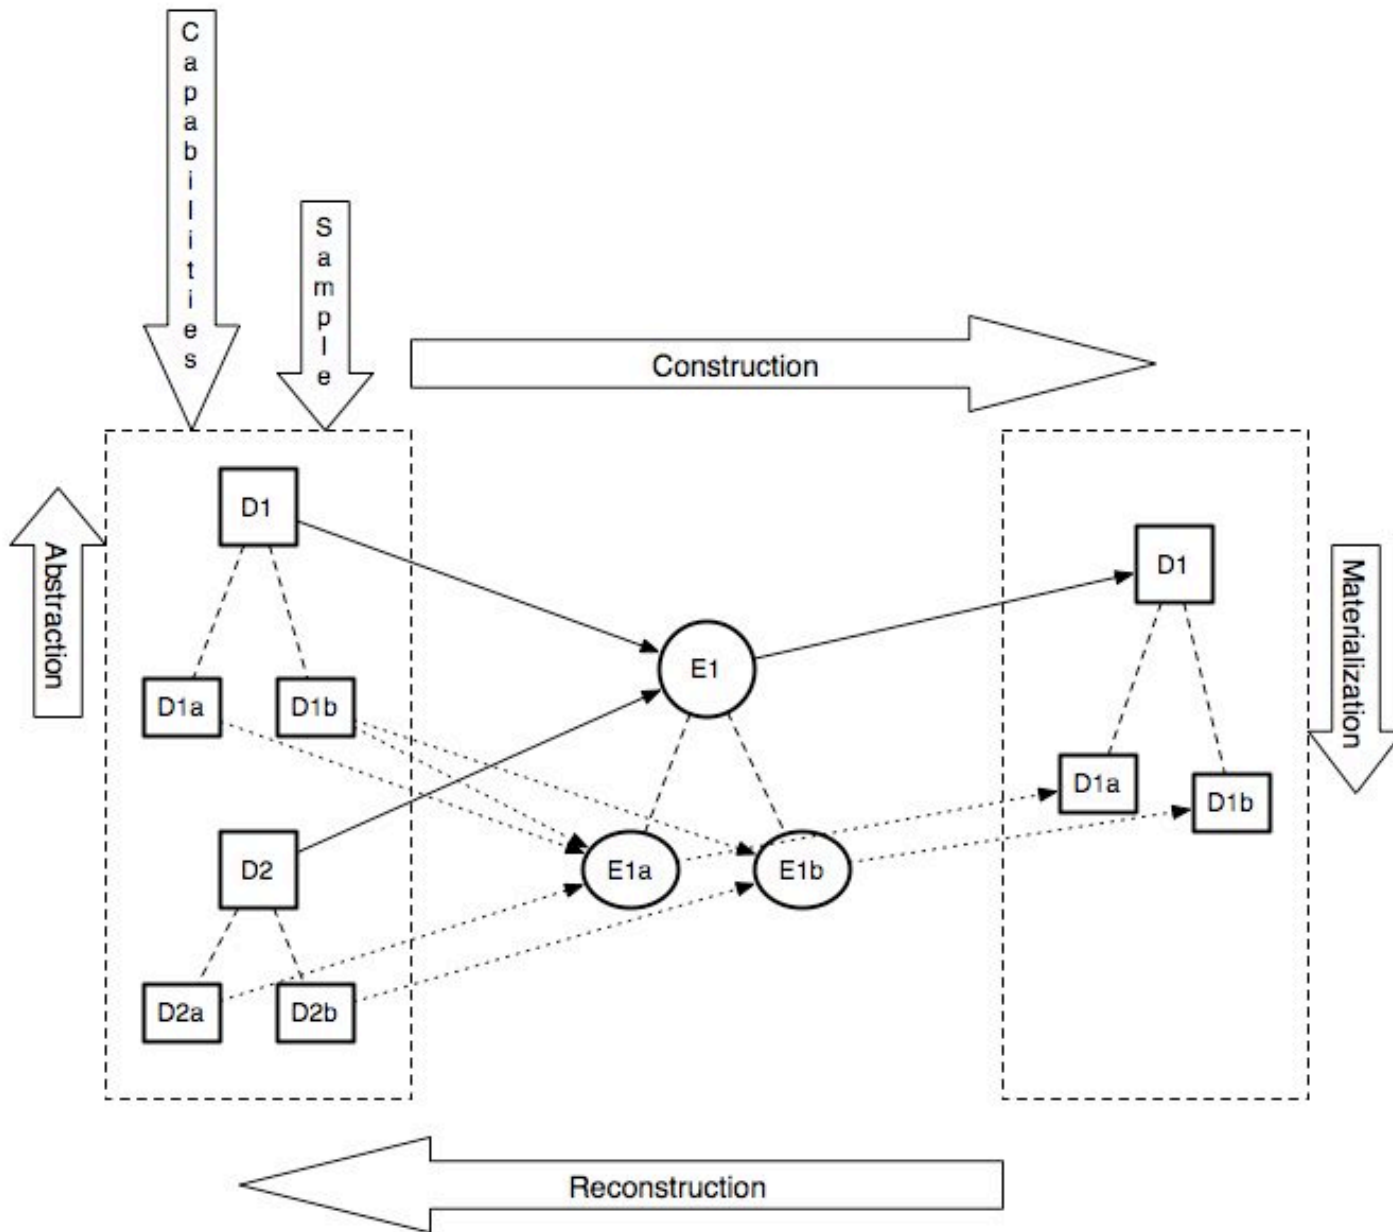 Capabilities
Sample
Construction
D1
D1
Abstraction
Materialization
E1
D1a
D1b
D1a
D1b
D2
E1a
E1b
D2a
D2b
Reconstruction